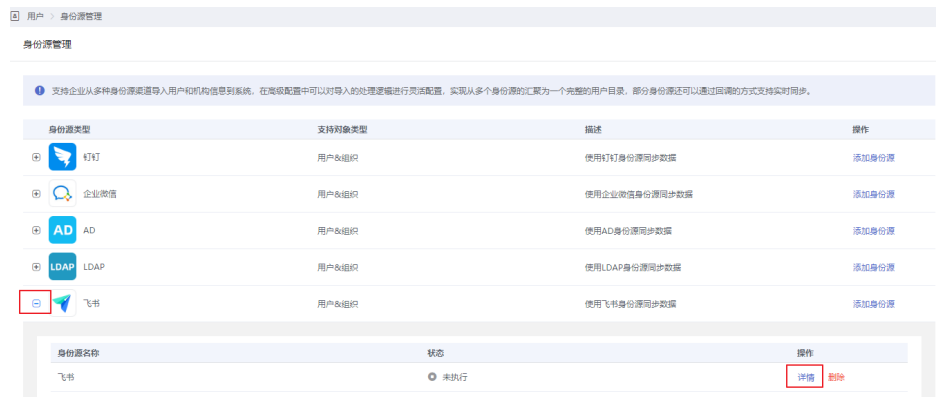 用户 > 身份源管理
身份源管理
支持企业从多种身份源渠道导入用户和机构信息到系统，在高级配置中可以对导入的处理逻辑进行灵活配置，实现从多个身份源的汇聚为一个完整的用户目录，部分身份源还可以通过回调的方式支持实时同步。
身份源类型 支持对象类型 描述 操作
钉钉 用户&组织 使用钉钉身份源同步数据 添加身份源
企业微信 用户&组织 使用企业微信身份源同步数据 添加身份源
AD AD 用户&组织 使用AD身份源同步数据 添加身份源
LDAP LDAP 用户&组织 使用LDAP身份源同步数据 添加身份源
飞书 用户&组织 使用飞书身份源同步数据 添加身份源
身份源名称 状态 操作
飞书 未执行 详情 删除